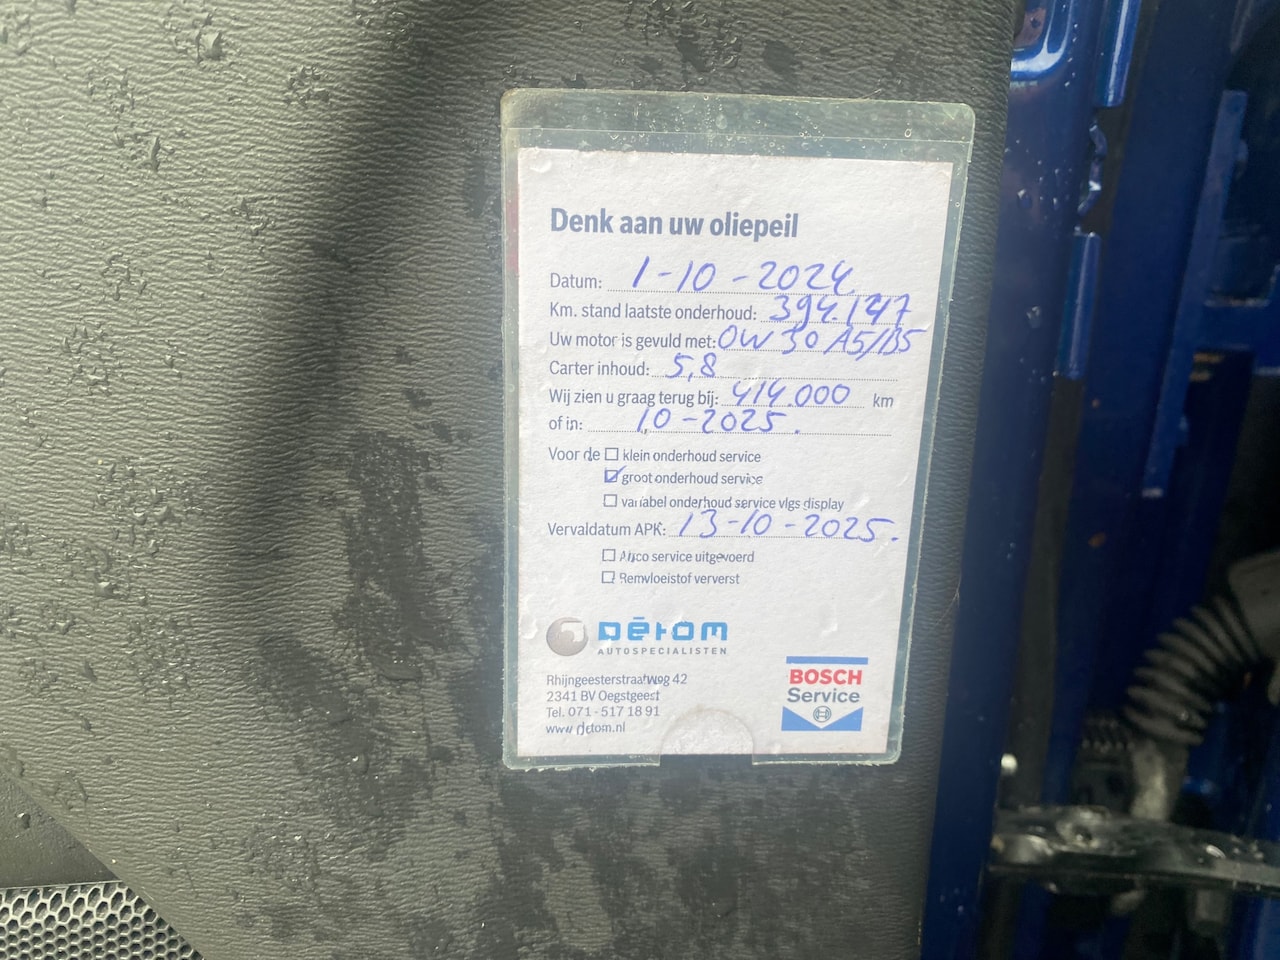 Denk aan uw oliepeil
Datum: 1-10-2024
Km. stand laatste onderhoud: 394.147
Uw motor is gevuld met: 0W30 A5/B5
Carter inhoud: 5,8
Wij zien u graag terug bij: 414.000 km
of in: 10-2025.
Voor de ☐ klein onderhoud service
☑ groot onderhoud service
☐ variabel onderhoud service vlgs display
Vervaldatum APK: 13-10-2025.
☐ Airco service uitgevoerd
☐ Remvloeistof ververst
DéTOM
AUTOSPECIALISTEN
Rhijngeesterstraatweg 42
2341 BV Oegstgeest
Tel. 071 - 517 18 91
www.detom.nl
BOSCH
Service